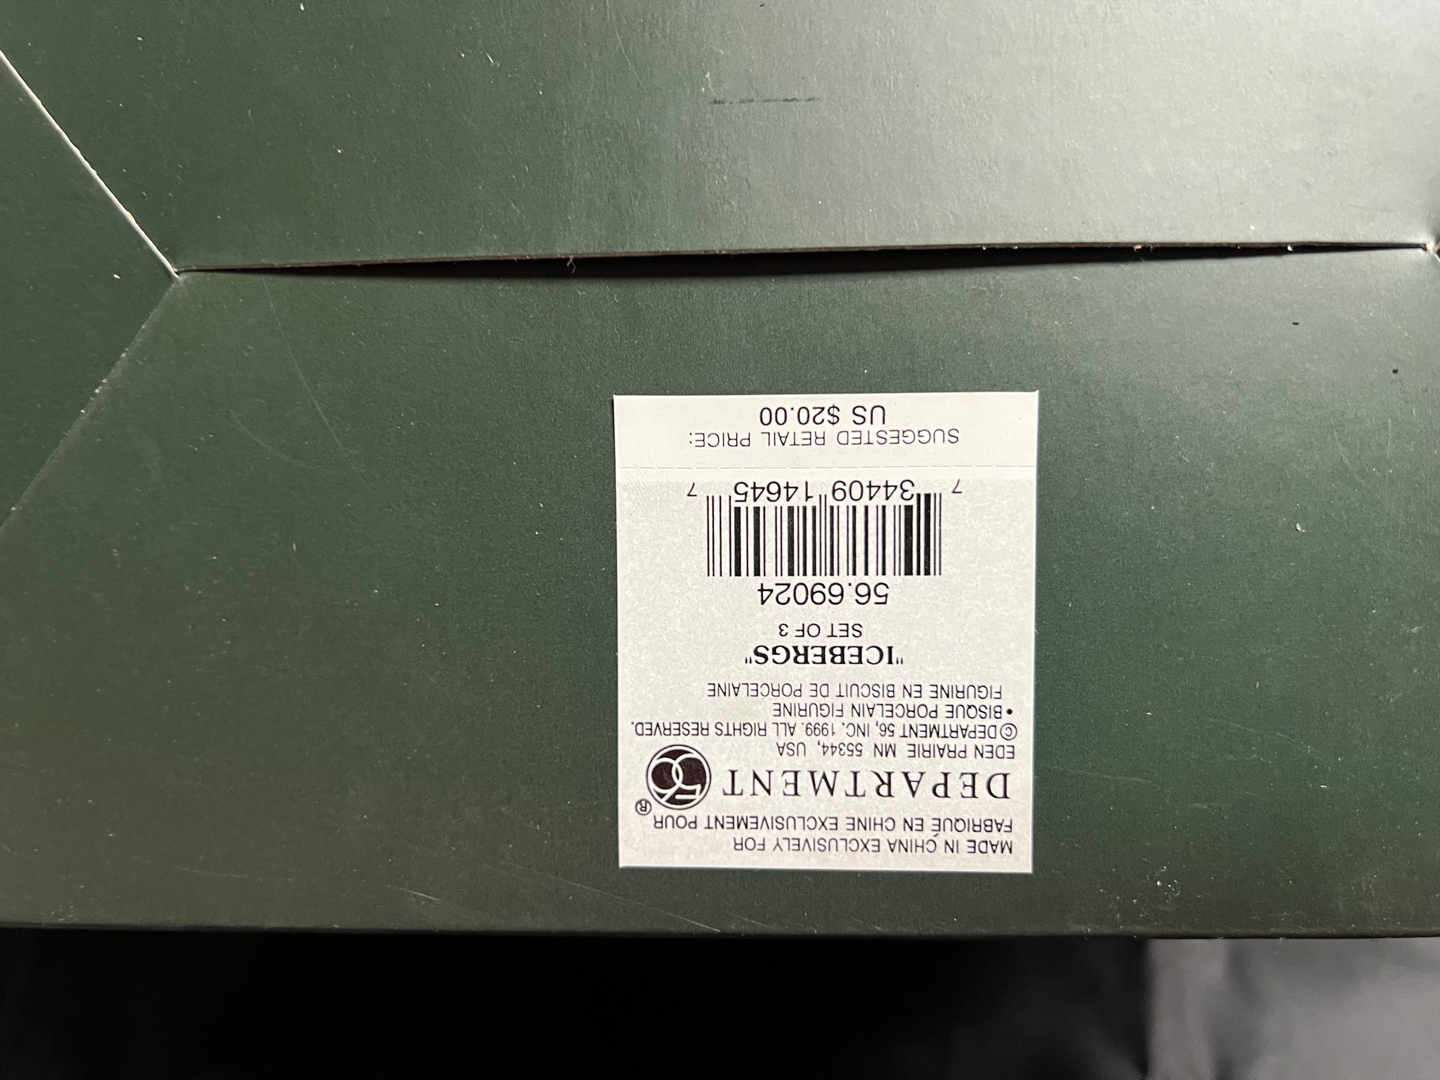 MADE IN CHINA EXCLUSIVELY FOR
FABRIQUÉ EN CHINE EXCLUSIVEMENT POUR
DEPARTMENT 56®
EDEN PRAIRIE MN 55344, USA
©DEPARTMENT 56, INC. 1999. ALL RIGHTS RESERVED.
•BISQUE PORCELAIN FIGURINE
FIGURINE EN BISCUIT DE PORCELAINE
"ICEBERGS"
SET OF 3
56.69024
7 34409 14645 7
SUGGESTED RETAIL PRICE:
US $20.00